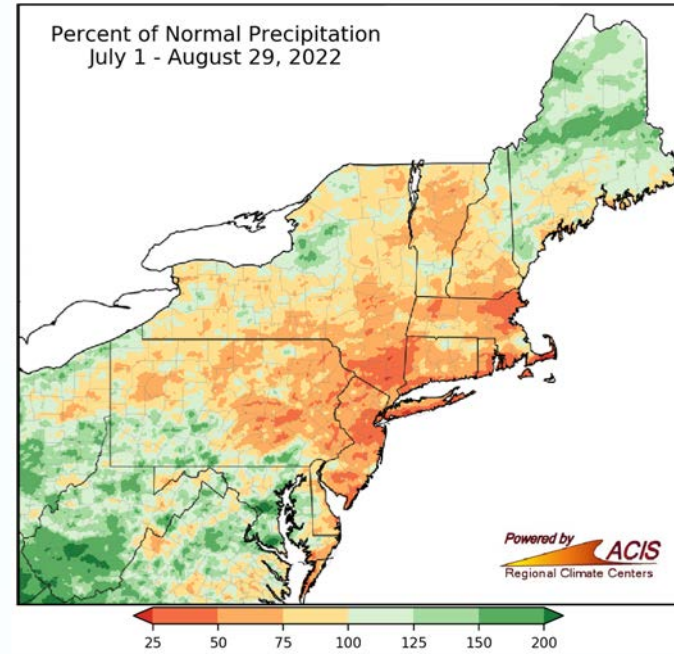 Percent of Normal Precipitation
July 1 - August 29, 2022
Powered by
ACIS
Regional Climate Centers
25 50 75 100 125 150 200